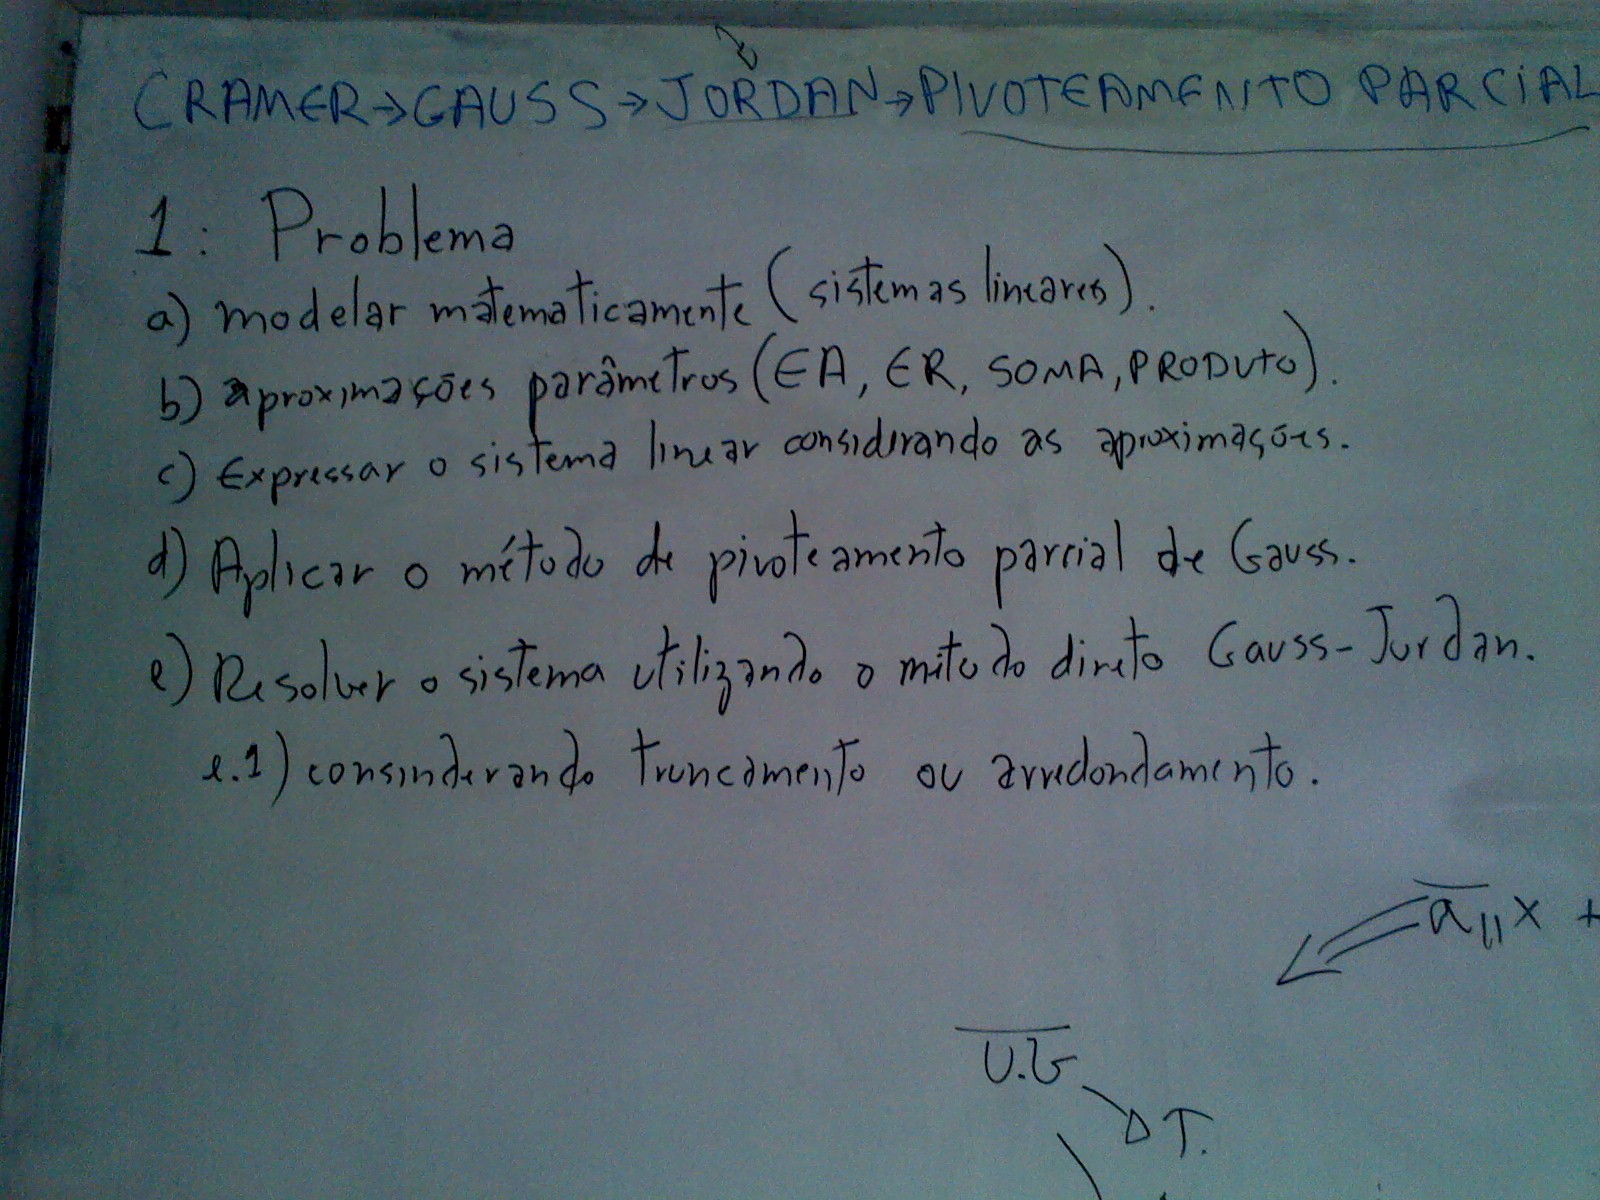 CRAMER→GAUSS→JORDAN→PIVOTEAMENTO PARCIAL
1: Problema
a) modelar matematicamente (sistemas lineares).
b) aproximações parâmetros (EA, ER, SOMA, PRODUTO).
c) Expressar o sistema linear considerando as aproximações.
d) Aplicar o método de pivoteamento parcial de Gauss.
e) Resolver o sistema utilizando o método direto Gauss-Jordan.
e.1) consinderando truncamento ou arredondamento.
a₁₁x +
T.